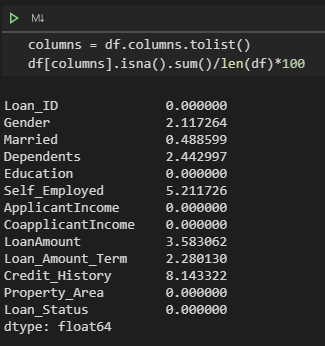 M↓
columns = df.columns.tolist()
df[columns].isna().sum()/len(df)*100
Loan_ID 0.000000
Gender 2.117264
Married 0.488599
Dependents 2.442997
Education 0.000000
Self_Employed 5.211726
ApplicantIncome 0.000000
CoapplicantIncome 0.000000
LoanAmount 3.583062
Loan_Amount_Term 2.280130
Credit_History 8.143322
Property_Area 0.000000
Loan_Status 0.000000
dtype: float64